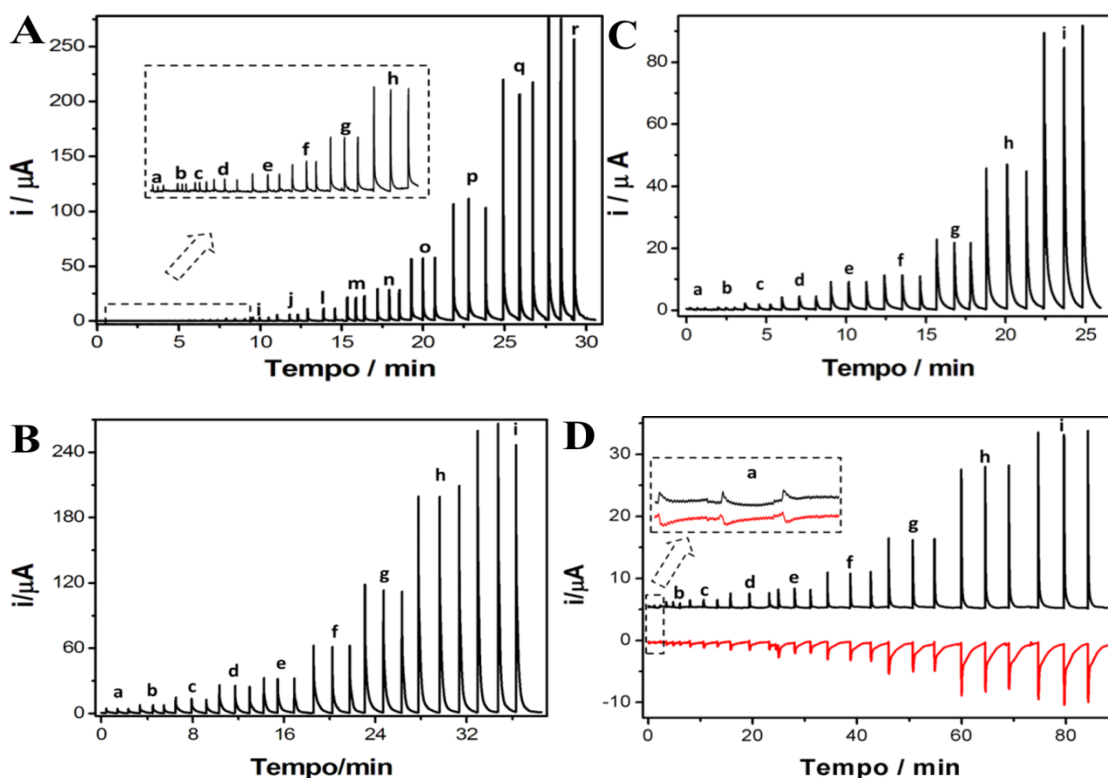 A
i / µA
250
200
150
100
50
0
a b c d e f g h
i j l m n o p q r
0 5 10 15 20 25 30
Tempo / min
C
i / µ A
80
60
40
20
0
a b c d e f g h i
0 5 10 15 20 25
Tempo / min
B
i/µA
240
180
120
60
0
a b c d e f g h i
0 8 16 24 32
Tempo/min
D
i / µA
30
20
10
0
-10
a
b c d e f g h i
0 20 40 60 80
Tempo / min